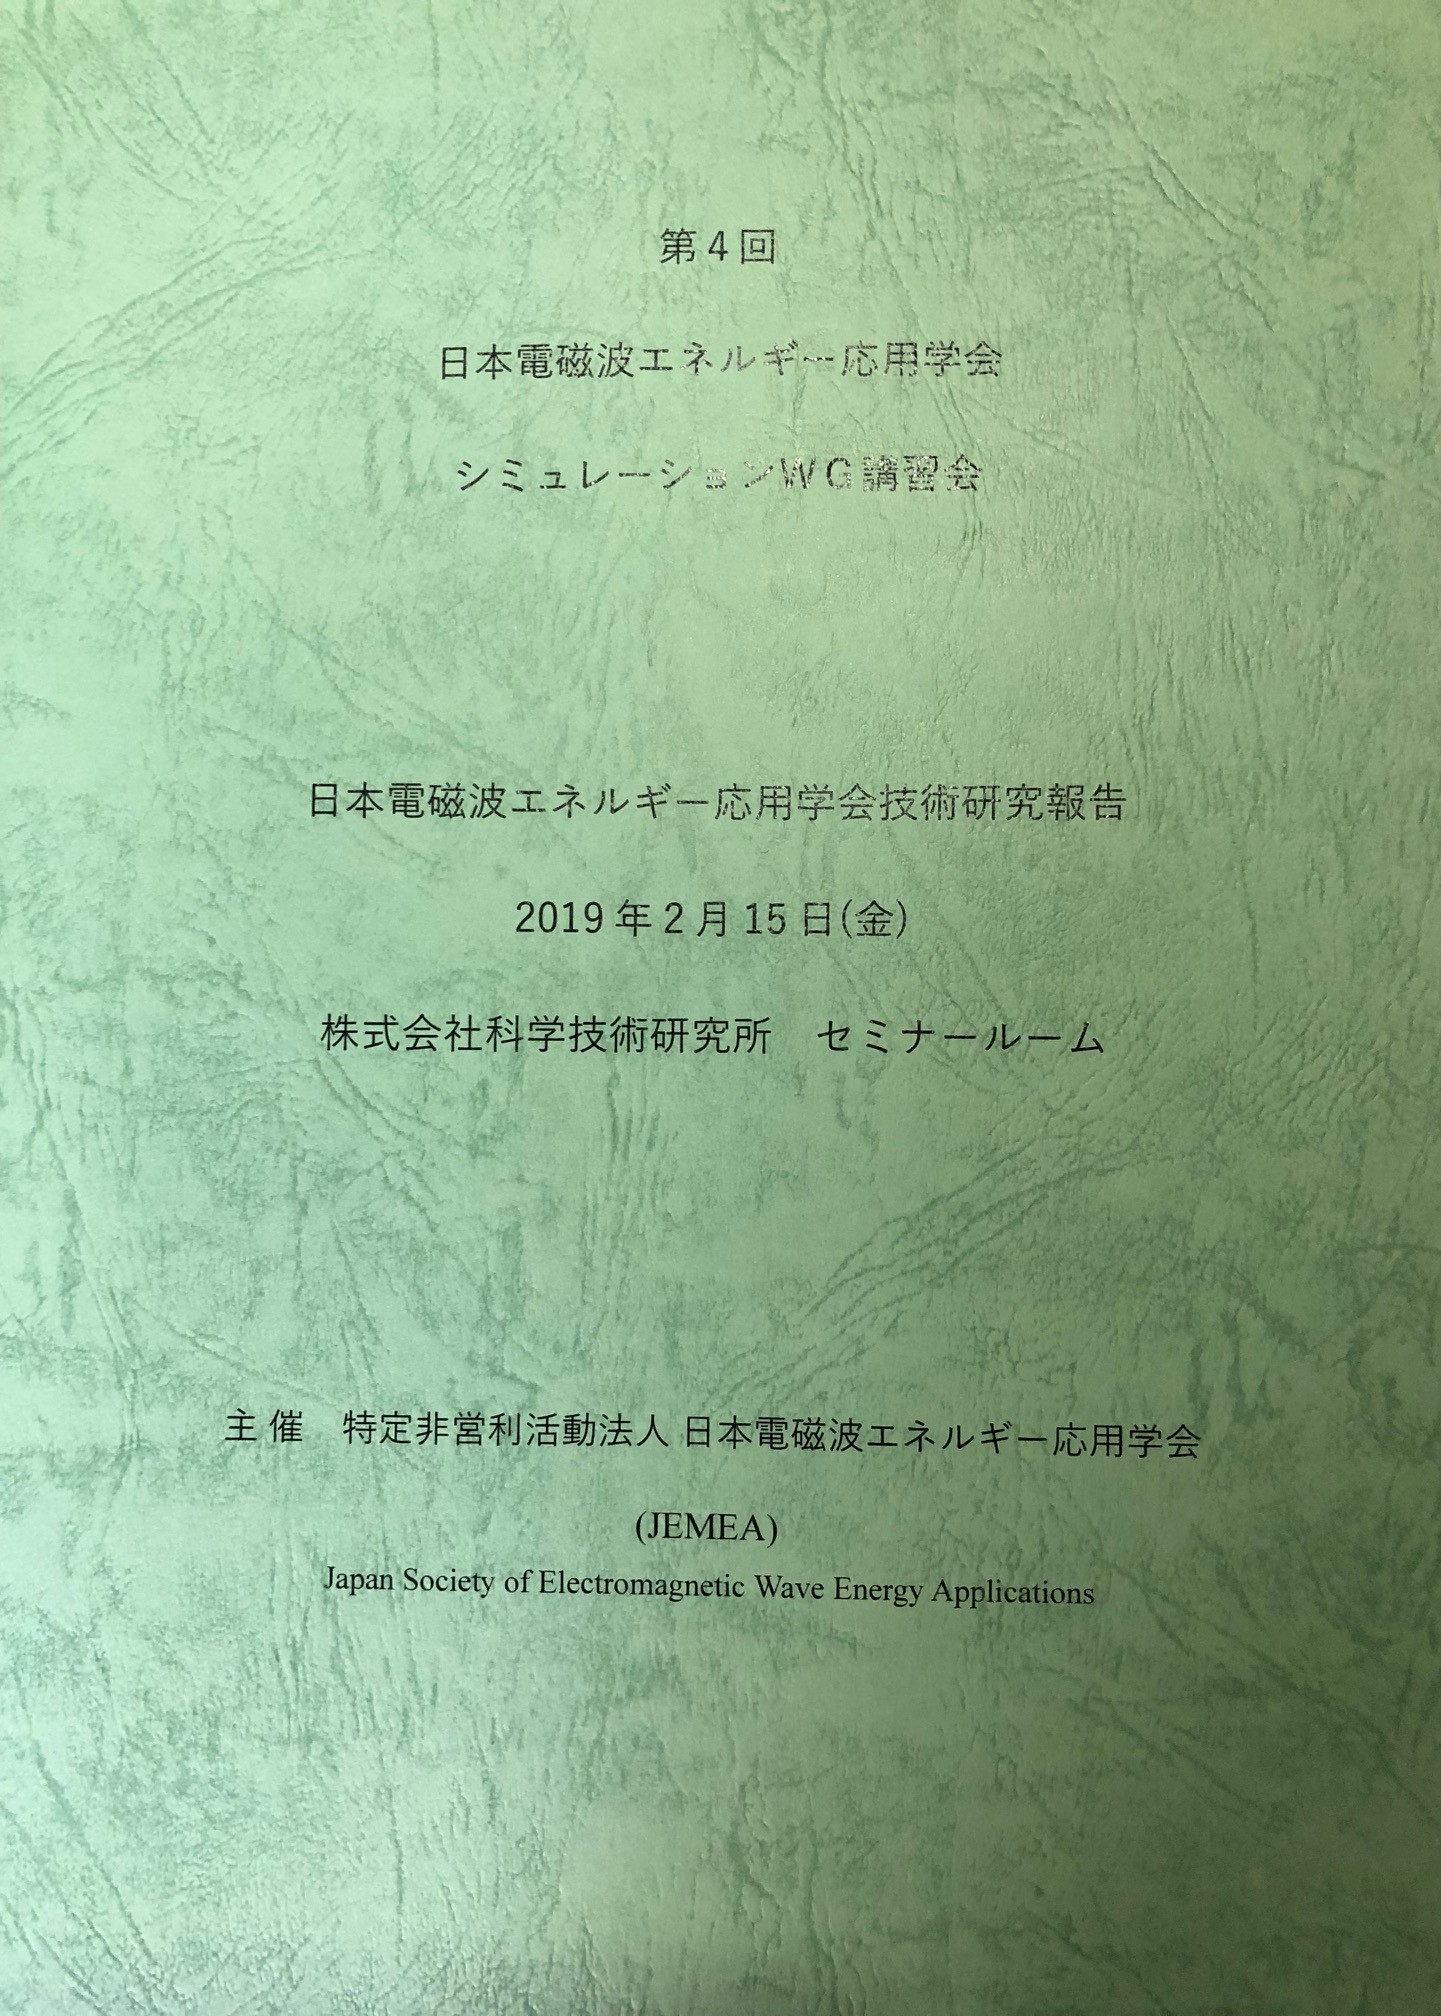 第4回
日本電磁波エネルギー応用学会
シミュレーションWG講習会
日本電磁波エネルギー応用学会技術研究報告
2019年2月15日(金)
株式会社科学技術研究所　セミナールーム
主催　特定非営利活動法人 日本電磁波エネルギー応用学会
(JEMEA)
Japan Society of Electromagnetic Wave Energy Applications